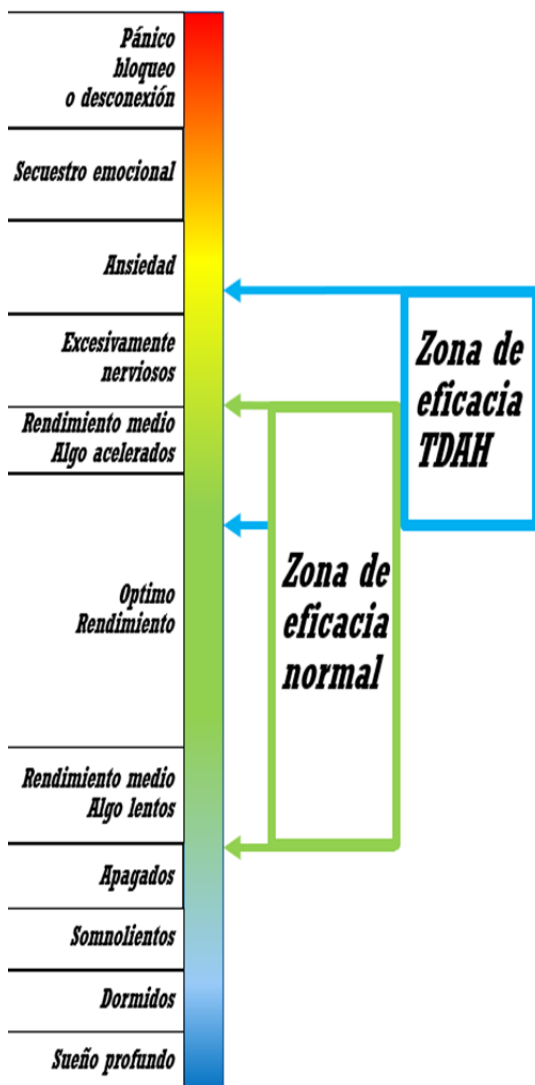 Pánico
bloqueo
o desconexión
Secuestro emocional
Ansiedad
Excesivamente
nerviosos
Rendimiento medio
Algo acelerados
Optimo
Rendimiento
Rendimiento medio
Algo lentos
Apagados
Somnolientos
Dormidos
Sueño profundo
Zona de
eficacia
normal
Zona de
eficacia
TDAH